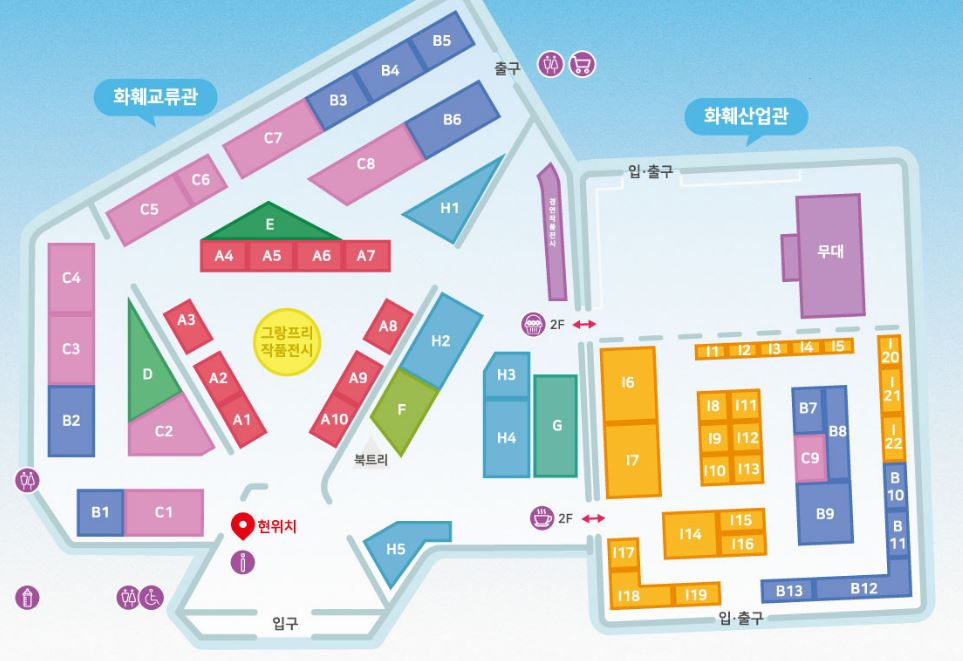 화훼교류관
화훼산업관
출구
B5
B4
B3
C7
C6
C5
B6
C8
H1
E
A4 A5 A6 A7
C4
C3
B2
D
C2
A3
A2
A1
그랑프리
작품전시
A8
A9
A10
H2
F
북트리
H3
H4
G
B1 C1
현위치
H5
입구
경연작품전시
2F
2F
입·출구
무대
I1 I2 I3 I4 I5
I6
I7
I8 I11
I9 I12
I10 I13
B7
B8
C9
B9
I
20
I
21
I
22
B
10
B
11
I14
I15
I16
I17
I18 I19
B13 B12
입·출구